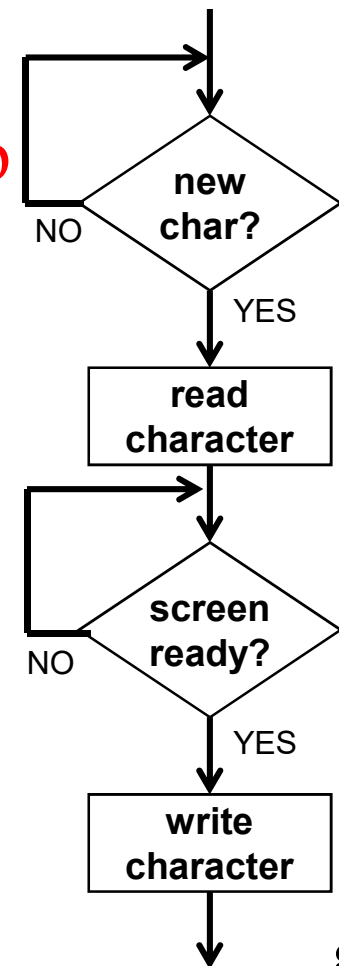 new
char?
NO
YES
read
character
screen
ready?
NO
YES
write
character